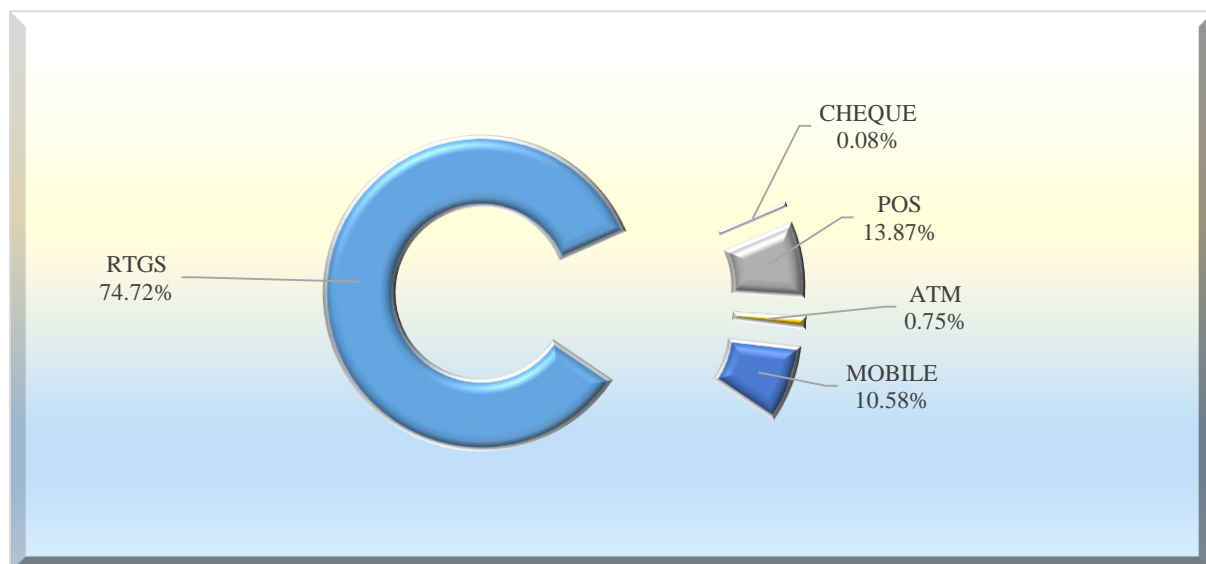 CHEQUE
0.08%
POS
13.87%
RTGS
74.72%
ATM
0.75%
MOBILE
10.58%